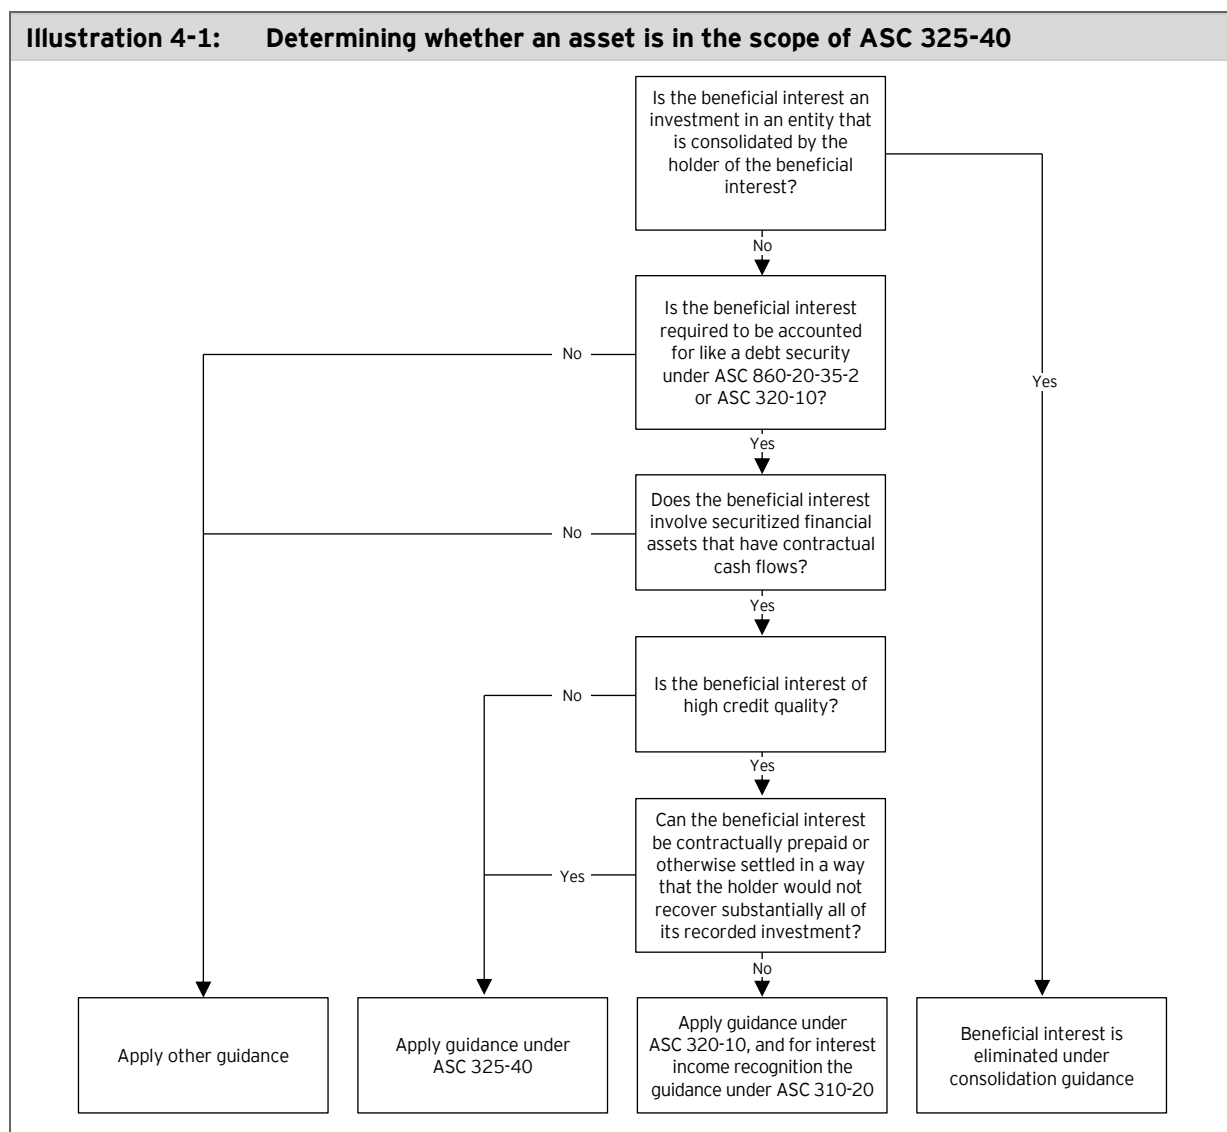 Illustration 4-1: Determining whether an asset is in the scope of ASC 325-40
Is the beneficial interest an
investment in an entity that
is consolidated by the
holder of the beneficial
interest?
No
Is the beneficial interest
required to be accounted
for like a debt security
under ASC 860-20-35-2
or ASC 320-10?
No
Yes
Yes
Does the beneficial interest
involve securitized financial
assets that have contractual
cash flows?
No
Yes
Is the beneficial interest of
high credit quality?
No
Yes
Can the beneficial interest
be contractually prepaid or
otherwise settled in a way
that the holder would not
recover substantially all of
its recorded investment?
Yes
No
Apply other guidance
Apply guidance under
ASC 325-40
Apply guidance under
ASC 320-10, and for interest
income recognition the
guidance under ASC 310-20
Beneficial interest is
eliminated under
consolidation guidance